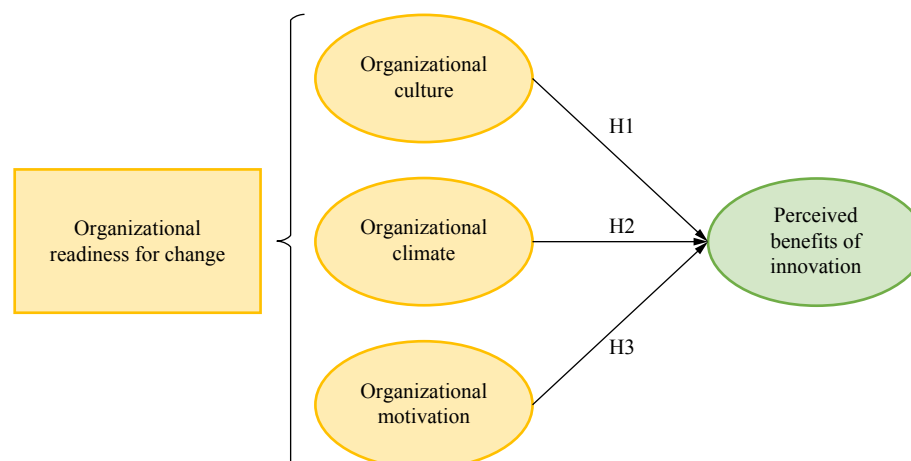 Organizational
culture
H1
Organizational
readiness for change
Organizational
climate
H2
Perceived
benefits of
innovation
H3
Organizational
motivation